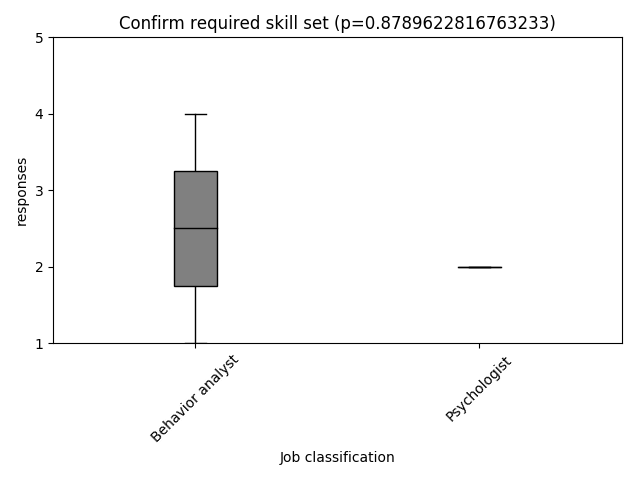 Confirm required skill set (p=0.8789622816763233)
5
4
3
2
1
responses
Behavior analyst
Psychologist
Job classification